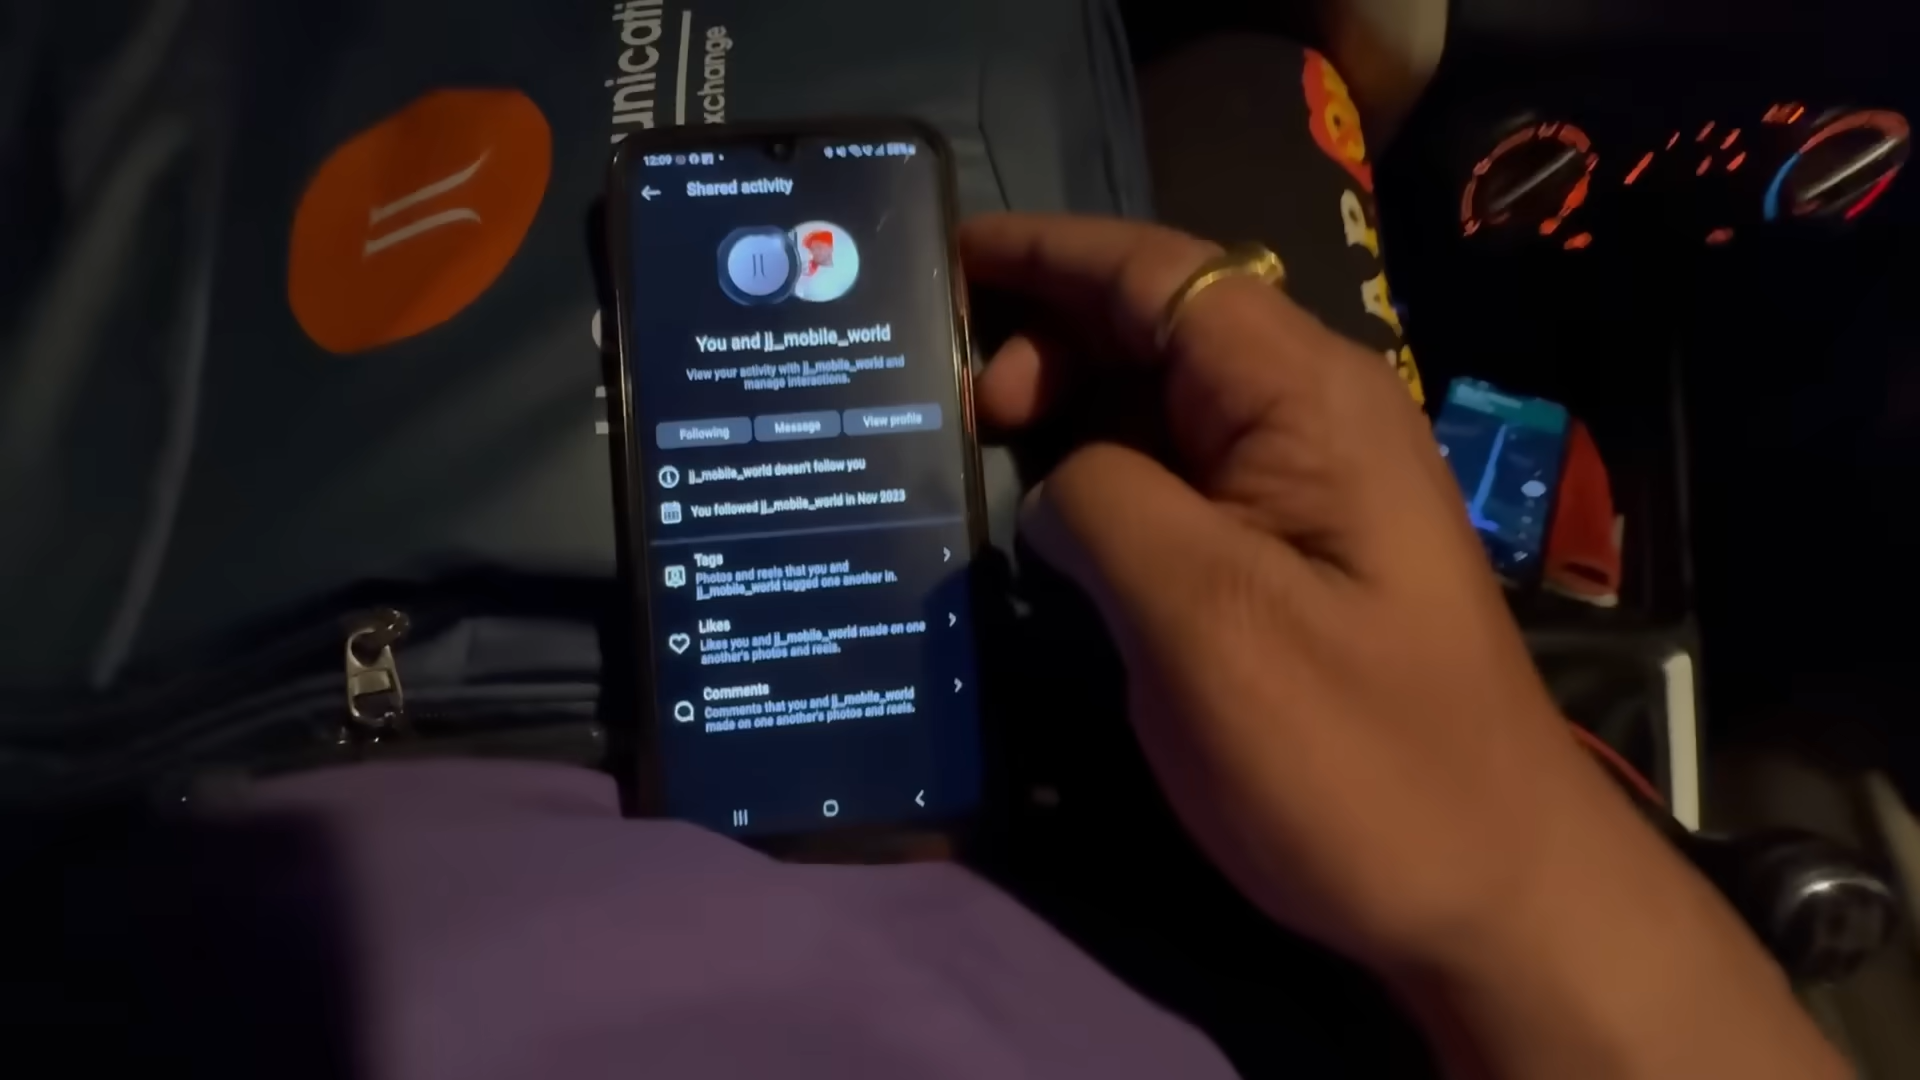 unicati
xchange
12:09
Shared activity
You and jj_mobile_world
View your activity with jj_mobile_world and
manage interactions.
Following
Message
View profile
jj_mobile_world doesn't follow you
You followed jj_mobile_world in Nov 2023
Tags
Photos and reels that you and
jj_mobile_world tagged one another in.
Likes
Likes you and jj_mobile_world made on one
another's photos and reels.
Comments
Comments that you and jj_mobile_world
made on one another's photos and reels.